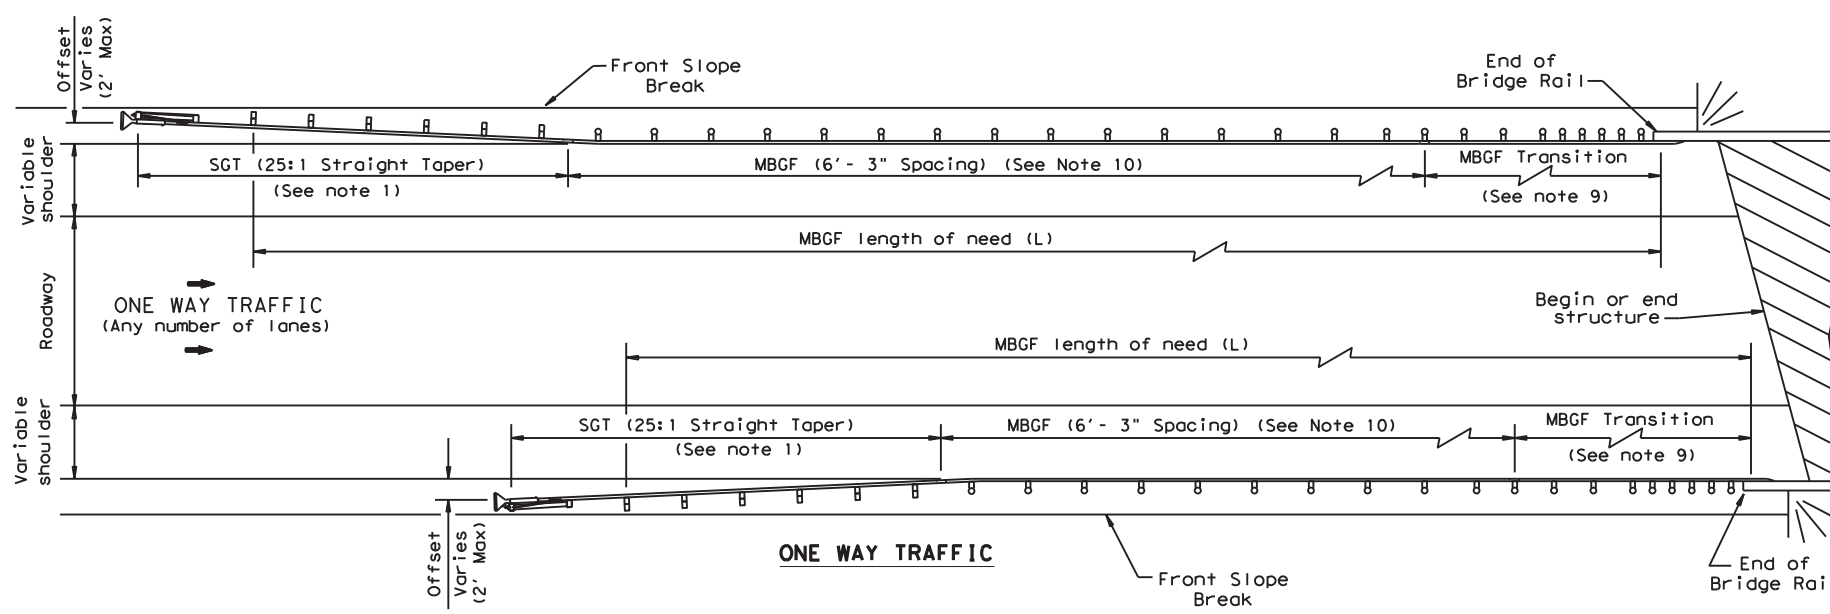 Offset
Varies
(2' Max)
Front Slope
Break
End of
Bridge Rail
Variable
shoulder
SGT (25:1 Straight Taper)
(See note 1)
MBGF (6'- 3" Spacing) (See Note 10)
MBGF Transition
(See note 9)
MBGF length of need (L)
Roadway
ONE WAY TRAFFIC
(Any number of lanes)
Begin or end
structure
MBGF length of need (L)
Variable
shoulder
SGT (25:1 Straight Taper)
(See note 1)
MBGF (6'- 3" Spacing) (See Note 10)
MBGF Transition
(See note 9)
Offset
Varies
(2' Max)
ONE WAY TRAFFIC
Front Slope
Break
End of
Bridge Rai